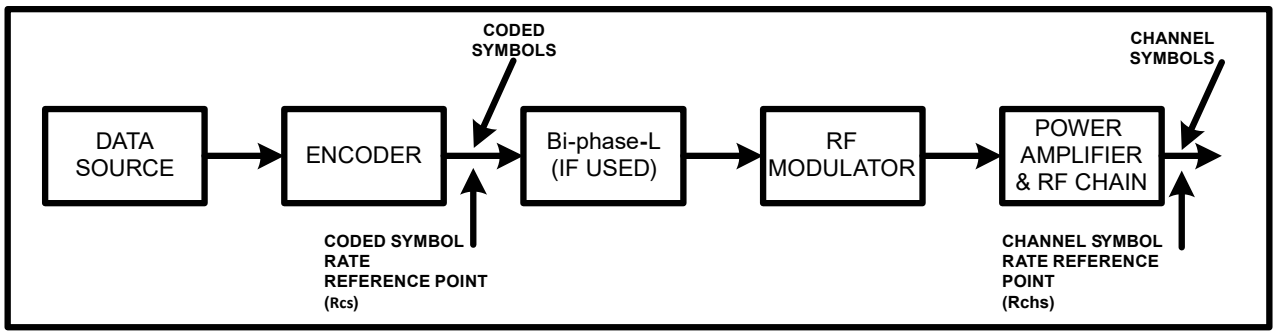 CODED
SYMBOLS
CHANNEL
SYMBOLS
DATA
SOURCE
ENCODER
Bi-phase-L
(IF USED)
RF
MODULATOR
POWER
AMPLIFIER
& RF CHAIN
CODED SYMBOL
RATE
REFERENCE POINT
(Rcs)
CHANNEL SYMBOL
RATE REFERENCE
POINT
(Rchs)